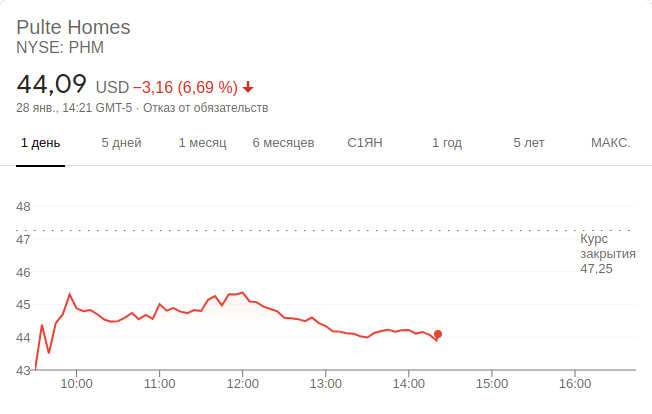 Pulte Homes
NYSE: PHM
44,09 USD −3,16 (6,69 %)
28 янв., 14:21 GMT-5 · Отказ от обязательств
1 день 5 дней 1 месяц 6 месяцев С1ЯН 1 год 5 лет МАКС.
48
47
46
45
44
43
Курс
закрытия
47,25
10:00 11:00 12:00 13:00 14:00 15:00 16:00